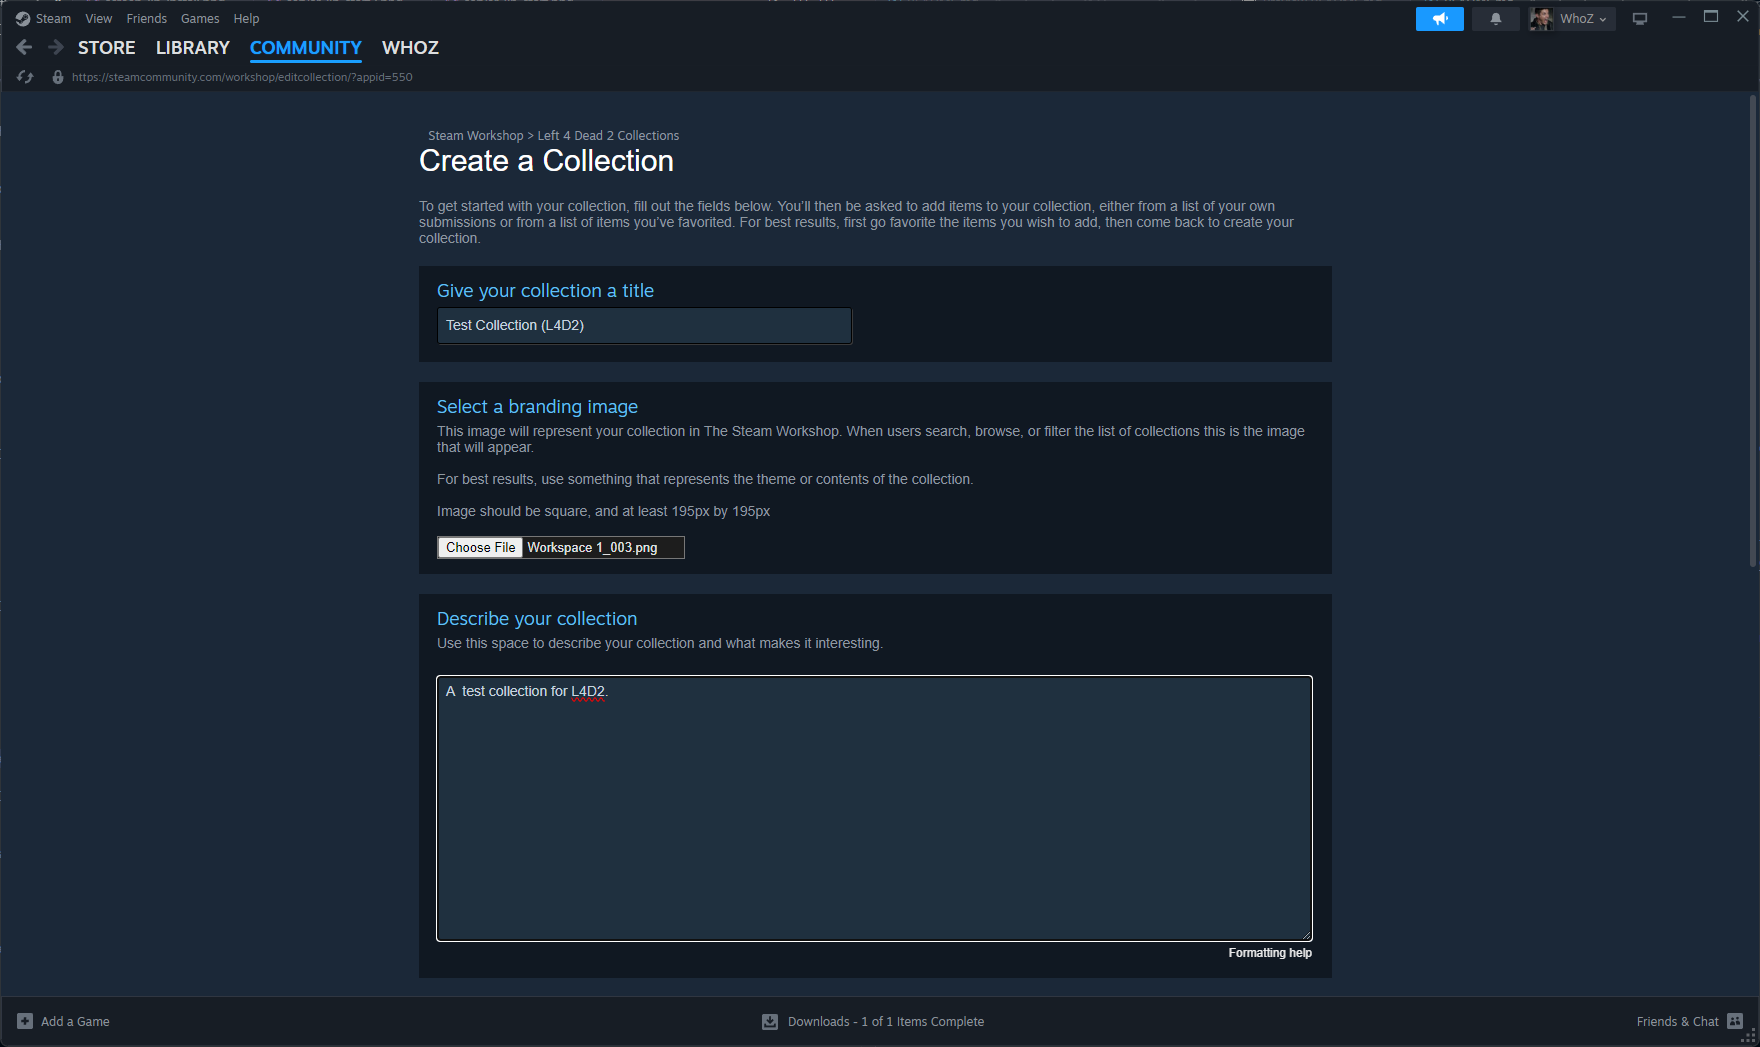 Steam View Friends Games Help
WhoZ
STORE LIBRARY COMMUNITY WHOZ
https://steamcommunity.com/workshop/editcollection/?appid=550
Steam Workshop > Left 4 Dead 2 Collections
Create a Collection
To get started with your collection, fill out the fields below. You'll then be asked to add items to your collection, either from a list of your own
submissions or from a list of items you've favorited. For best results, first go favorite the items you wish to add, then come back to create your
collection.
Give your collection a title
Test Collection (L4D2)
Select a branding image
This image will represent your collection in The Steam Workshop. When users search, browse, or filter the list of collections this is the image
that will appear.
For best results, use something that represents the theme or contents of the collection.
Image should be square, and at least 195px by 195px
Choose File Workspace 1_003.png
Describe your collection
Use this space to describe your collection and what makes it interesting.
A  test collection for L4D2.
Formatting help
Add a Game
Downloads - 1 of 1 Items Complete
Friends & Chat